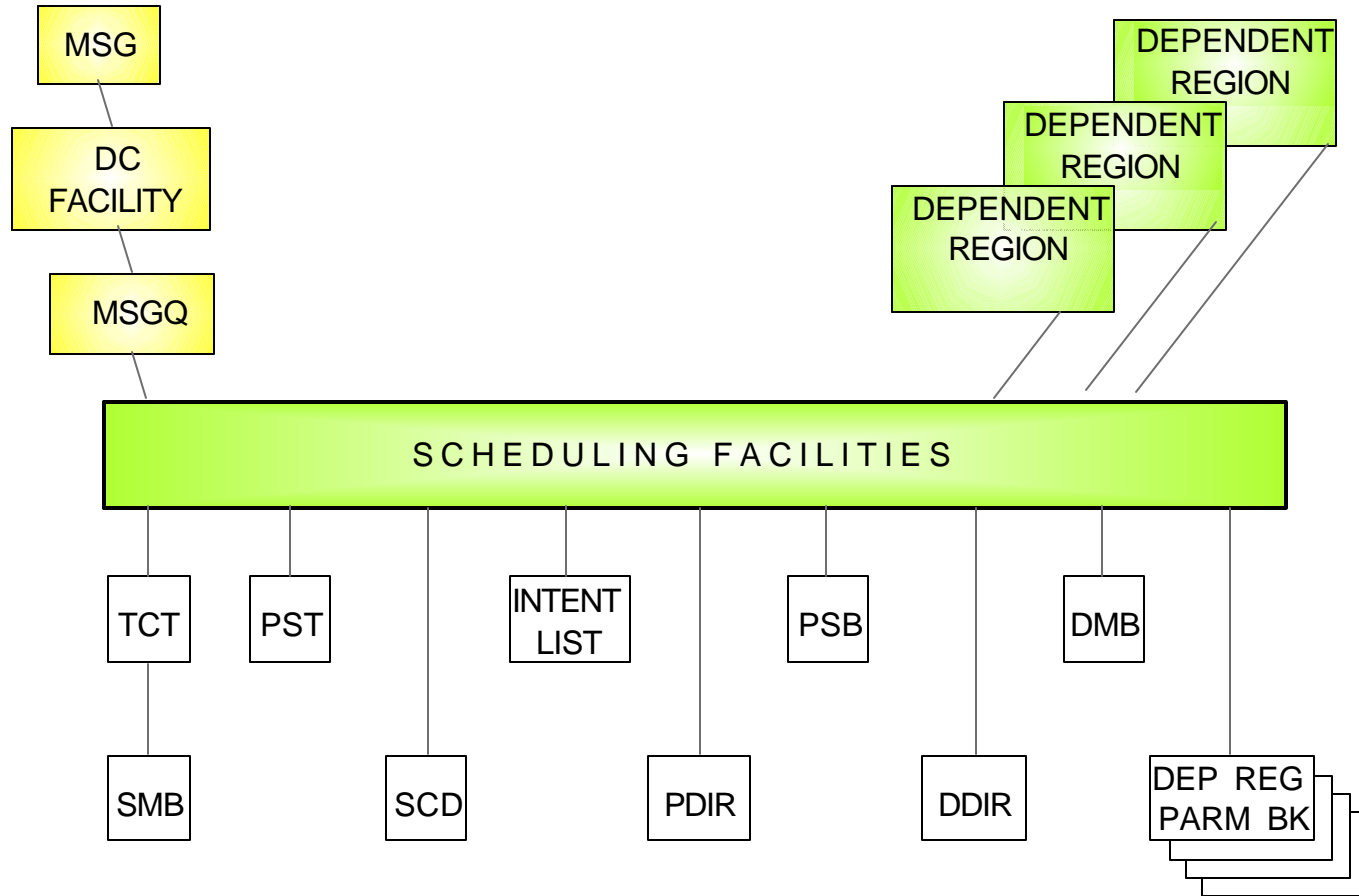 MSG
DC
FACILITY
MSGQ
DEPENDENT
REGION
DEPENDENT
REGION
DEPENDENT
REGION
SCHEDULING FACILITIES
TCT
PST
INTENT
LIST
PSB
DMB
SMB
SCD
PDIR
DDIR
DEP REG
PARM BK